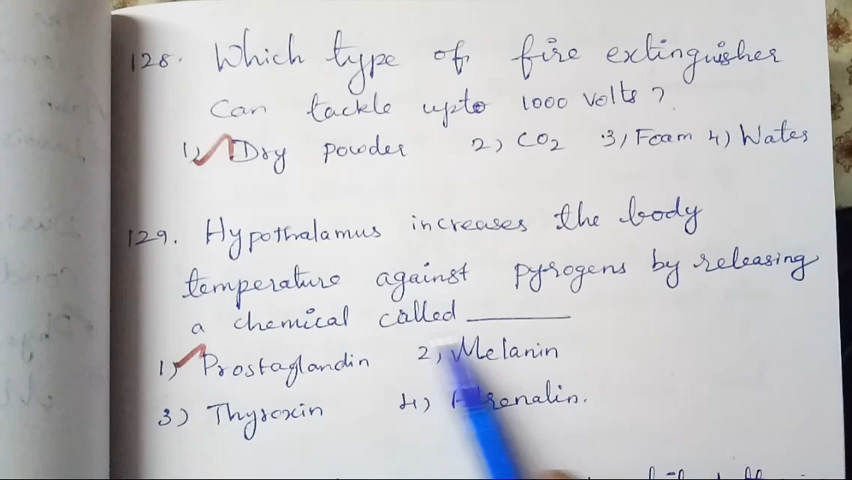 128. Which type of fire extinguisher
can tackle upto 1000 volts?
1) Dry powder 2) CO2 3) Foam 4) Water
129. Hypothalamus increases the body
temperature against pyrogens by releasing
a chemical called ______
1) Prostaglandin 2) Melanin
3) Thyroxin 4) Adrenalin.